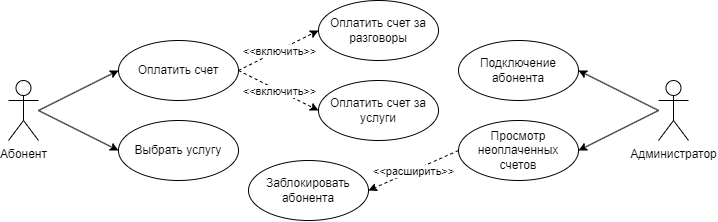 Оплатить счет за
разговоры
<<включить>>
Оплатить счет
<<включить>>
Оплатить счет за
услуги
Подключение
абонента
Абонент
Выбрать услугу
Просмотр
неоплаченных
счетов
Администратор
<<расширить>>
Заблокировать
абонента